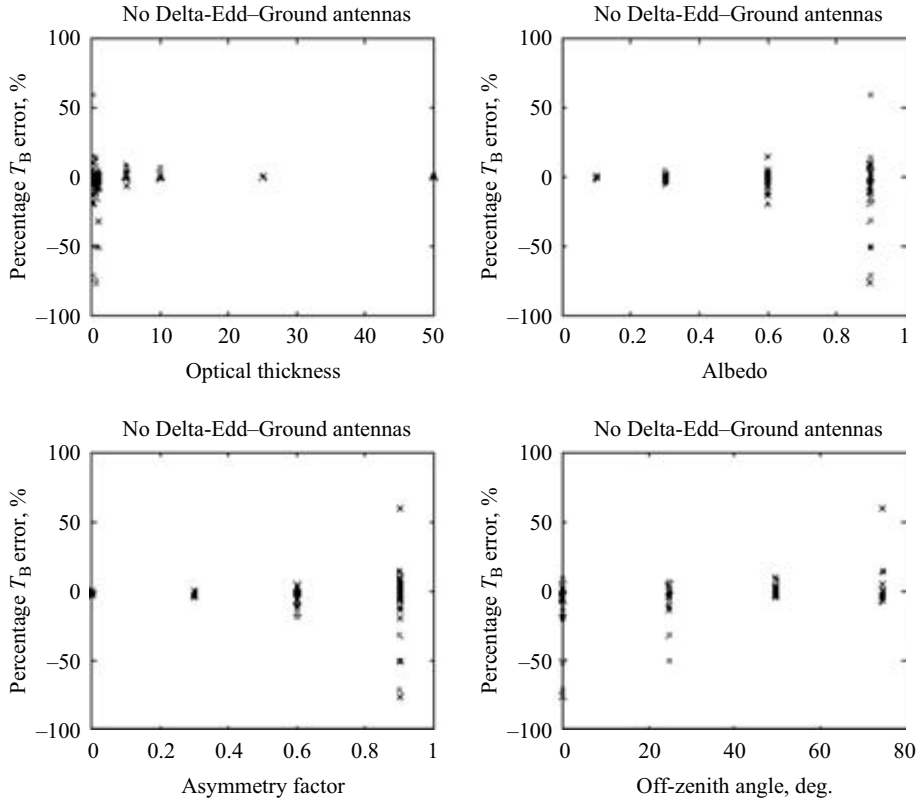 No Delta-Edd–Ground antennas
100
50
0
–50
–100
Percentage TB error, %
0 10 20 30 40 50
Optical thickness
No Delta-Edd–Ground antennas
100
50
0
–50
–100
Percentage TB error, %
0 0.2 0.4 0.6 0.8 1
Albedo
No Delta-Edd–Ground antennas
100
50
0
–50
–100
Percentage TB error, %
0 0.2 0.4 0.6 0.8 1
Asymmetry factor
No Delta-Edd–Ground antennas
100
50
0
–50
–100
Percentage TB error, %
0 20 40 60 80
Off-zenith angle, deg.